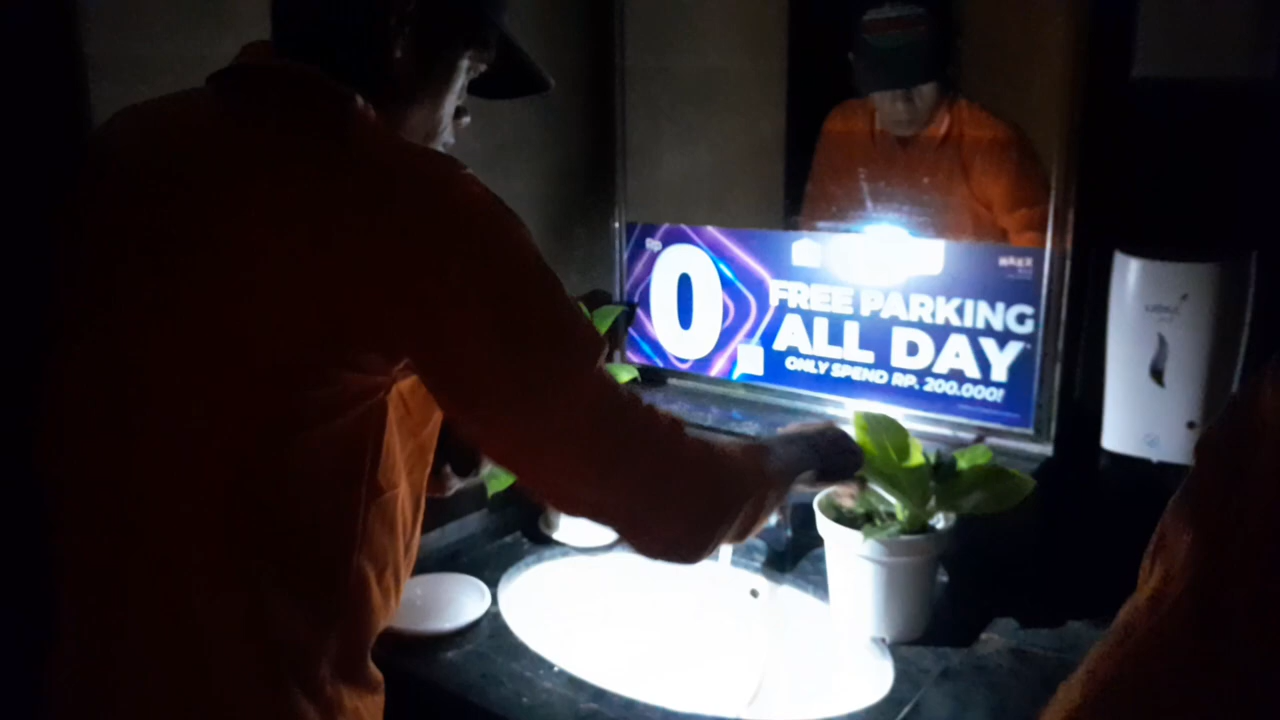 Rp
0.
FREE PARKING
ALL DAY
ONLY SPEND RP. 200.000!